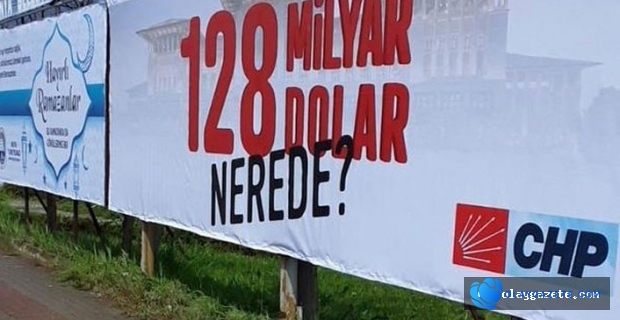 Hayırlı
Ramazanlar
128 MİLYAR
DOLAR
NEREDE?
CHP
olaygazete.com